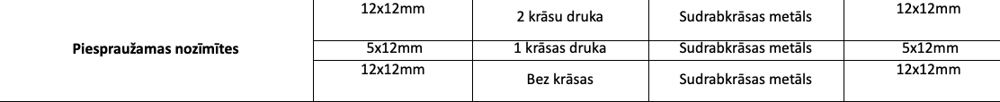 12x12mm 2 krāsu druka Sudrabkrāsas metāls 12x12mm
Piespraužamas nozīmītes 5x12mm 1 krāsas druka Sudrabkrāsas metāls 5x12mm
12x12mm Bez krāsas Sudrabkrāsas metāls 12x12mm